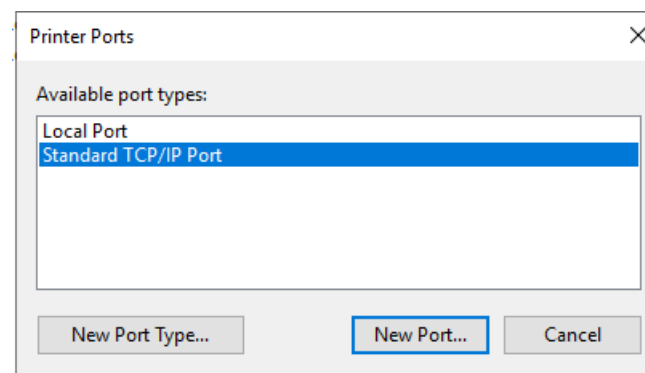 Printer Ports
Available port types:
Local Port
Standard TCP/IP Port
New Port Type... New Port... Cancel